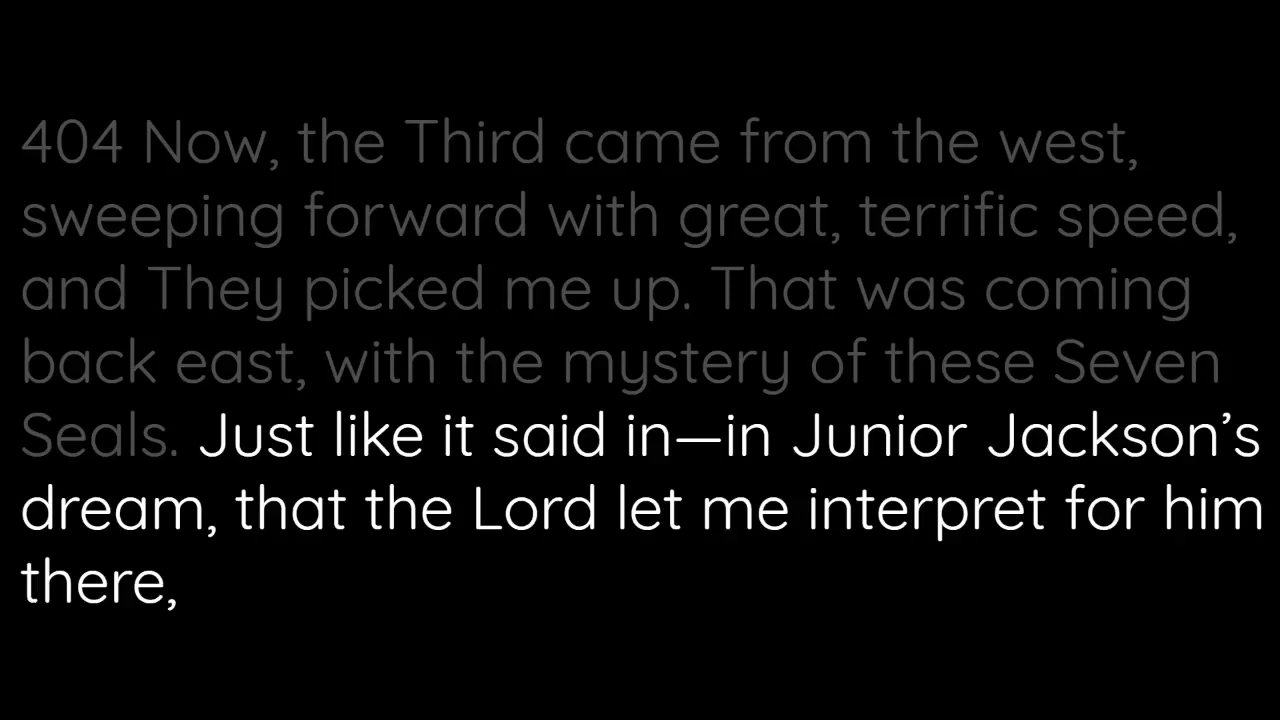 404 Now, the Third came from the west,
sweeping forward with great, terrific speed,
and They picked me up. That was coming
back east, with the mystery of these Seven
Seals. Just like it said in—in Junior Jackson’s
dream, that the Lord let me interpret for him
there,